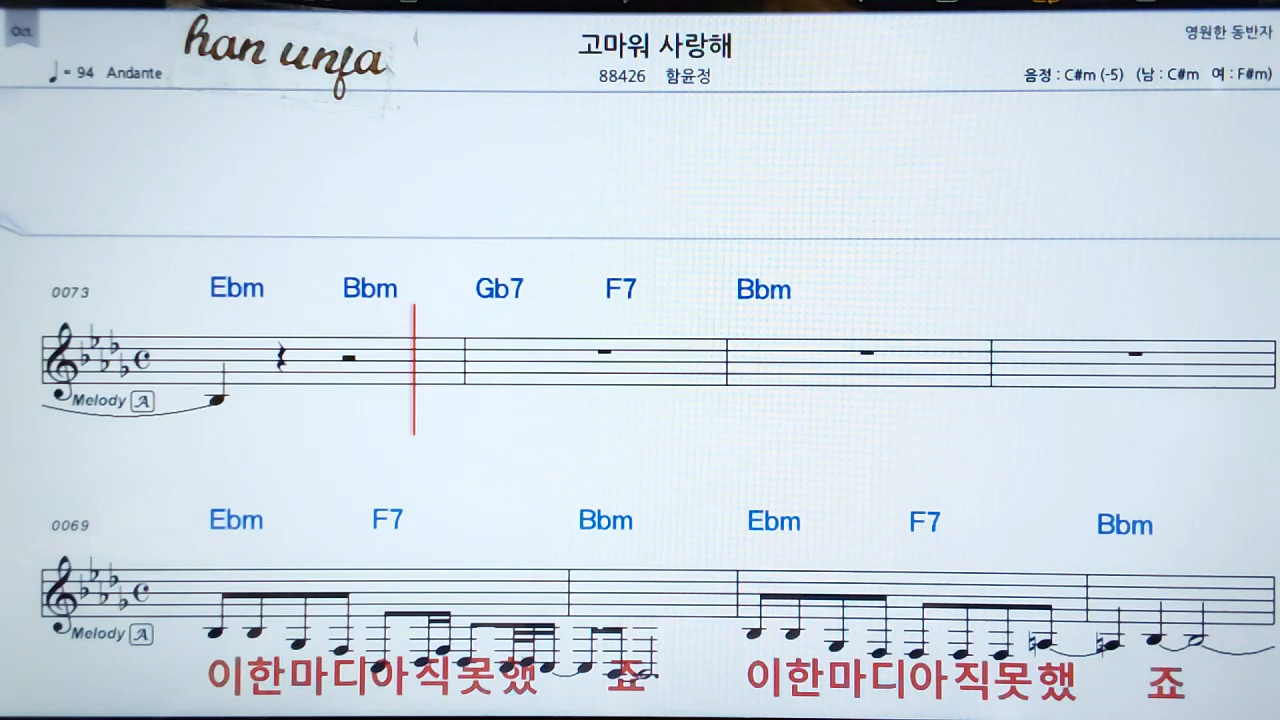 Oct.
han unfa
♩= 94 Andante
고마워 사랑해
88426 함윤정
영원한 동반자
음정 : C#m (-5) (남 : C#m 여 : F#m)
0073
Ebm Bbm Gb7 F7 Bbm
Melody A
0069
Ebm F7 Bbm Ebm F7 Bbm
Melody A
이한마디아직못했 죠 이한마디아직못했 죠